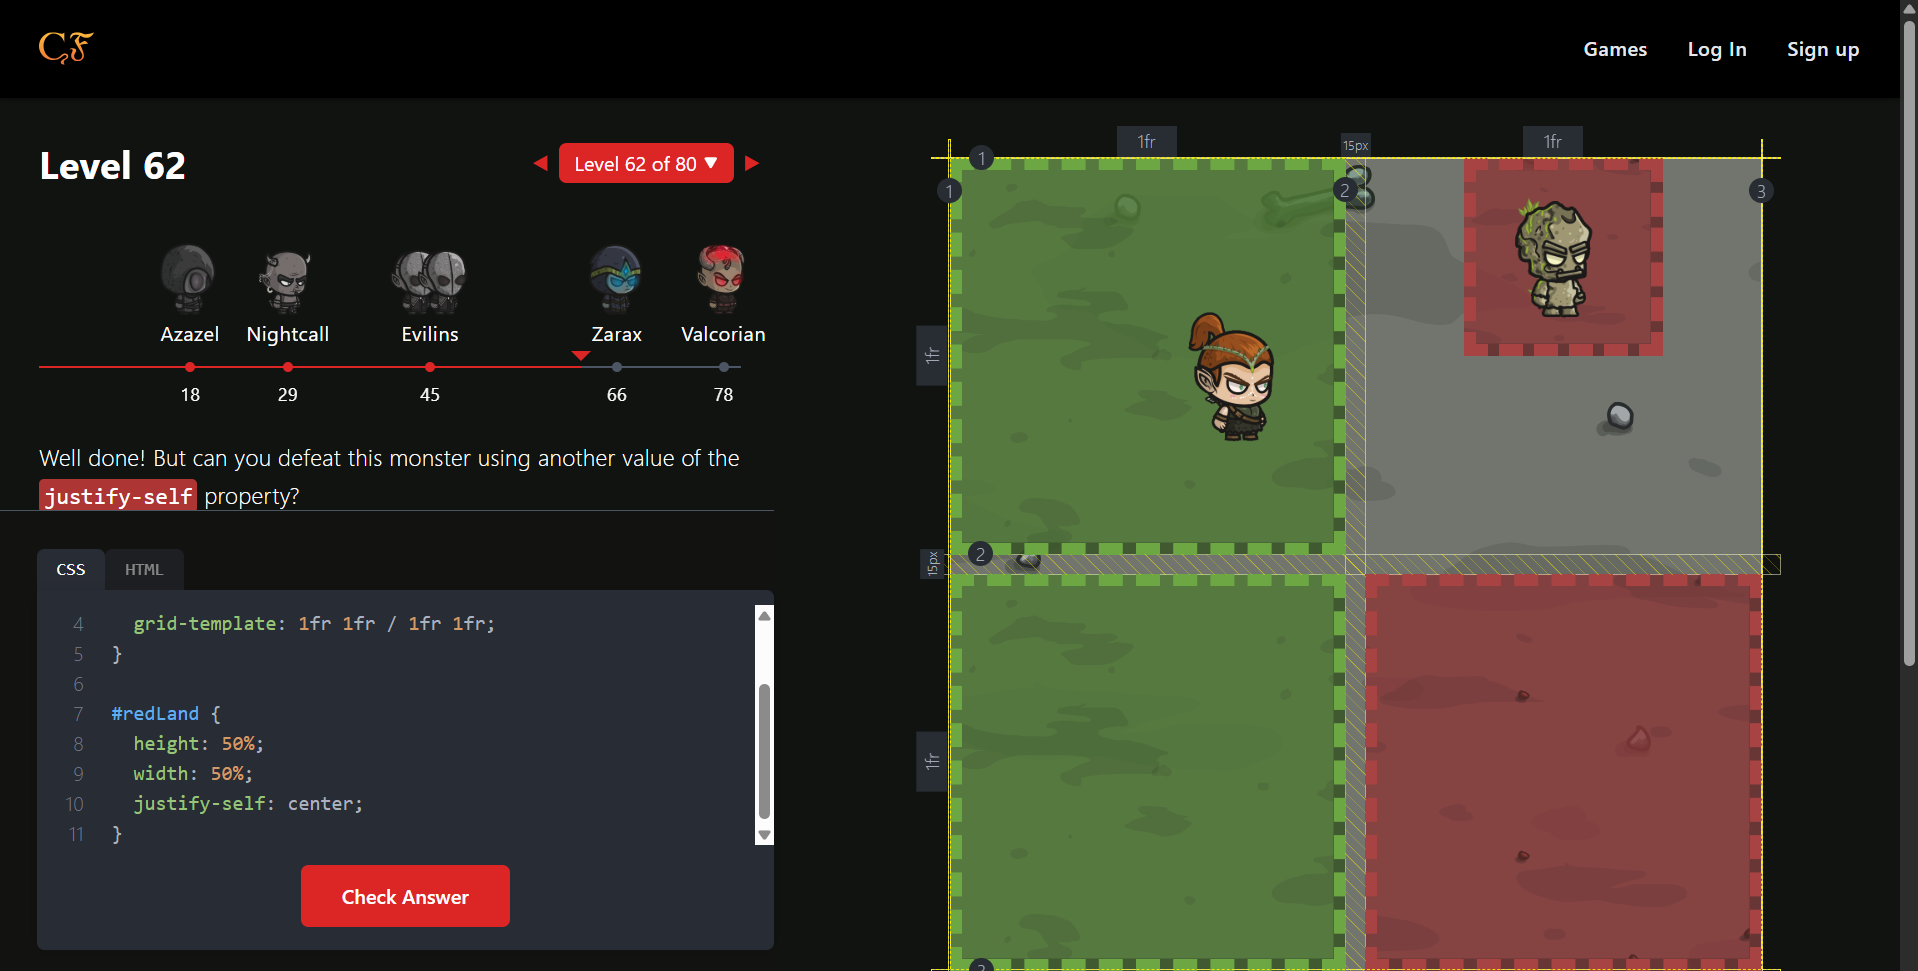 CF
Games
Log In
Sign up
Level 62
Level 62 of 80
Azazel
Nightcall
Evilins
Zarax
Valcorian
18
29
45
66
78
Well done! But can you defeat this monster using another value of the
justify-self property?
CSS
HTML
4 grid-template: 1fr 1fr / 1fr 1fr;
5 }
6
7 #redLand {
8 height: 50%;
9 width: 50%;
10 justify-self: center;
11 }
Check Answer
1fr
15px
1fr
1
1
2
3
1fr
2
15px
1fr